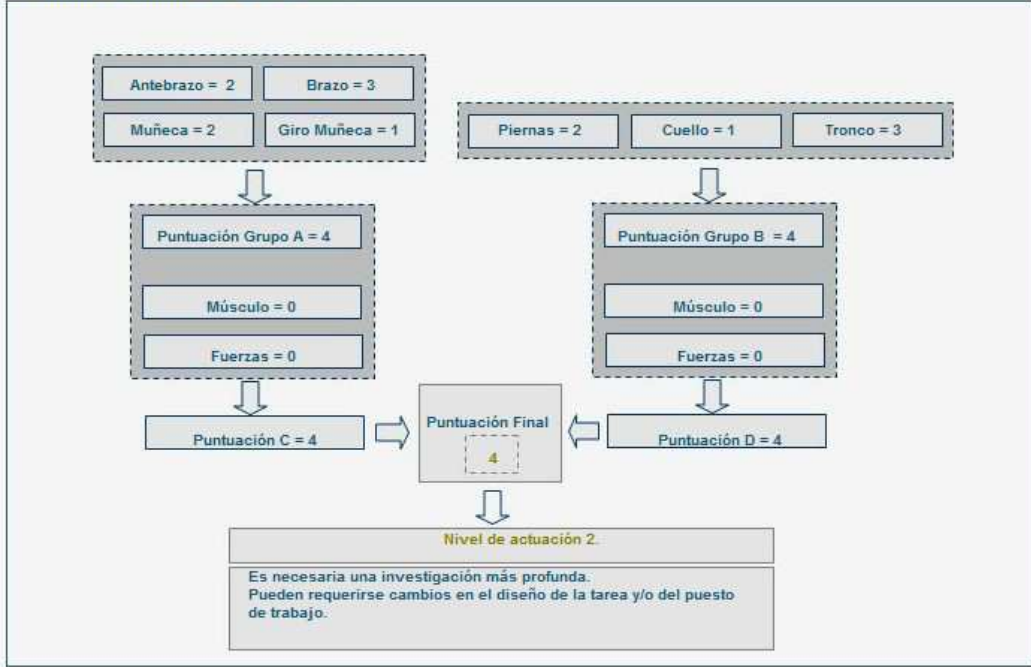 Antebrazo = 2
Brazo = 3
Muñeca = 2
Giro Muñeca = 1
Piernas = 2
Cuello = 1
Tronco = 3
Puntuación Grupo A = 4
Músculo = 0
Fuerzas = 0
Puntuación C = 4
Puntuación Grupo B = 4
Músculo = 0
Fuerzas = 0
Puntuación D = 4
Puntuación Final
4
Nivel de actuación 2.
Es necesaria una investigación más profunda.
Pueden requerirse cambios en el diseño de la tarea y/o del puesto
de trabajo.